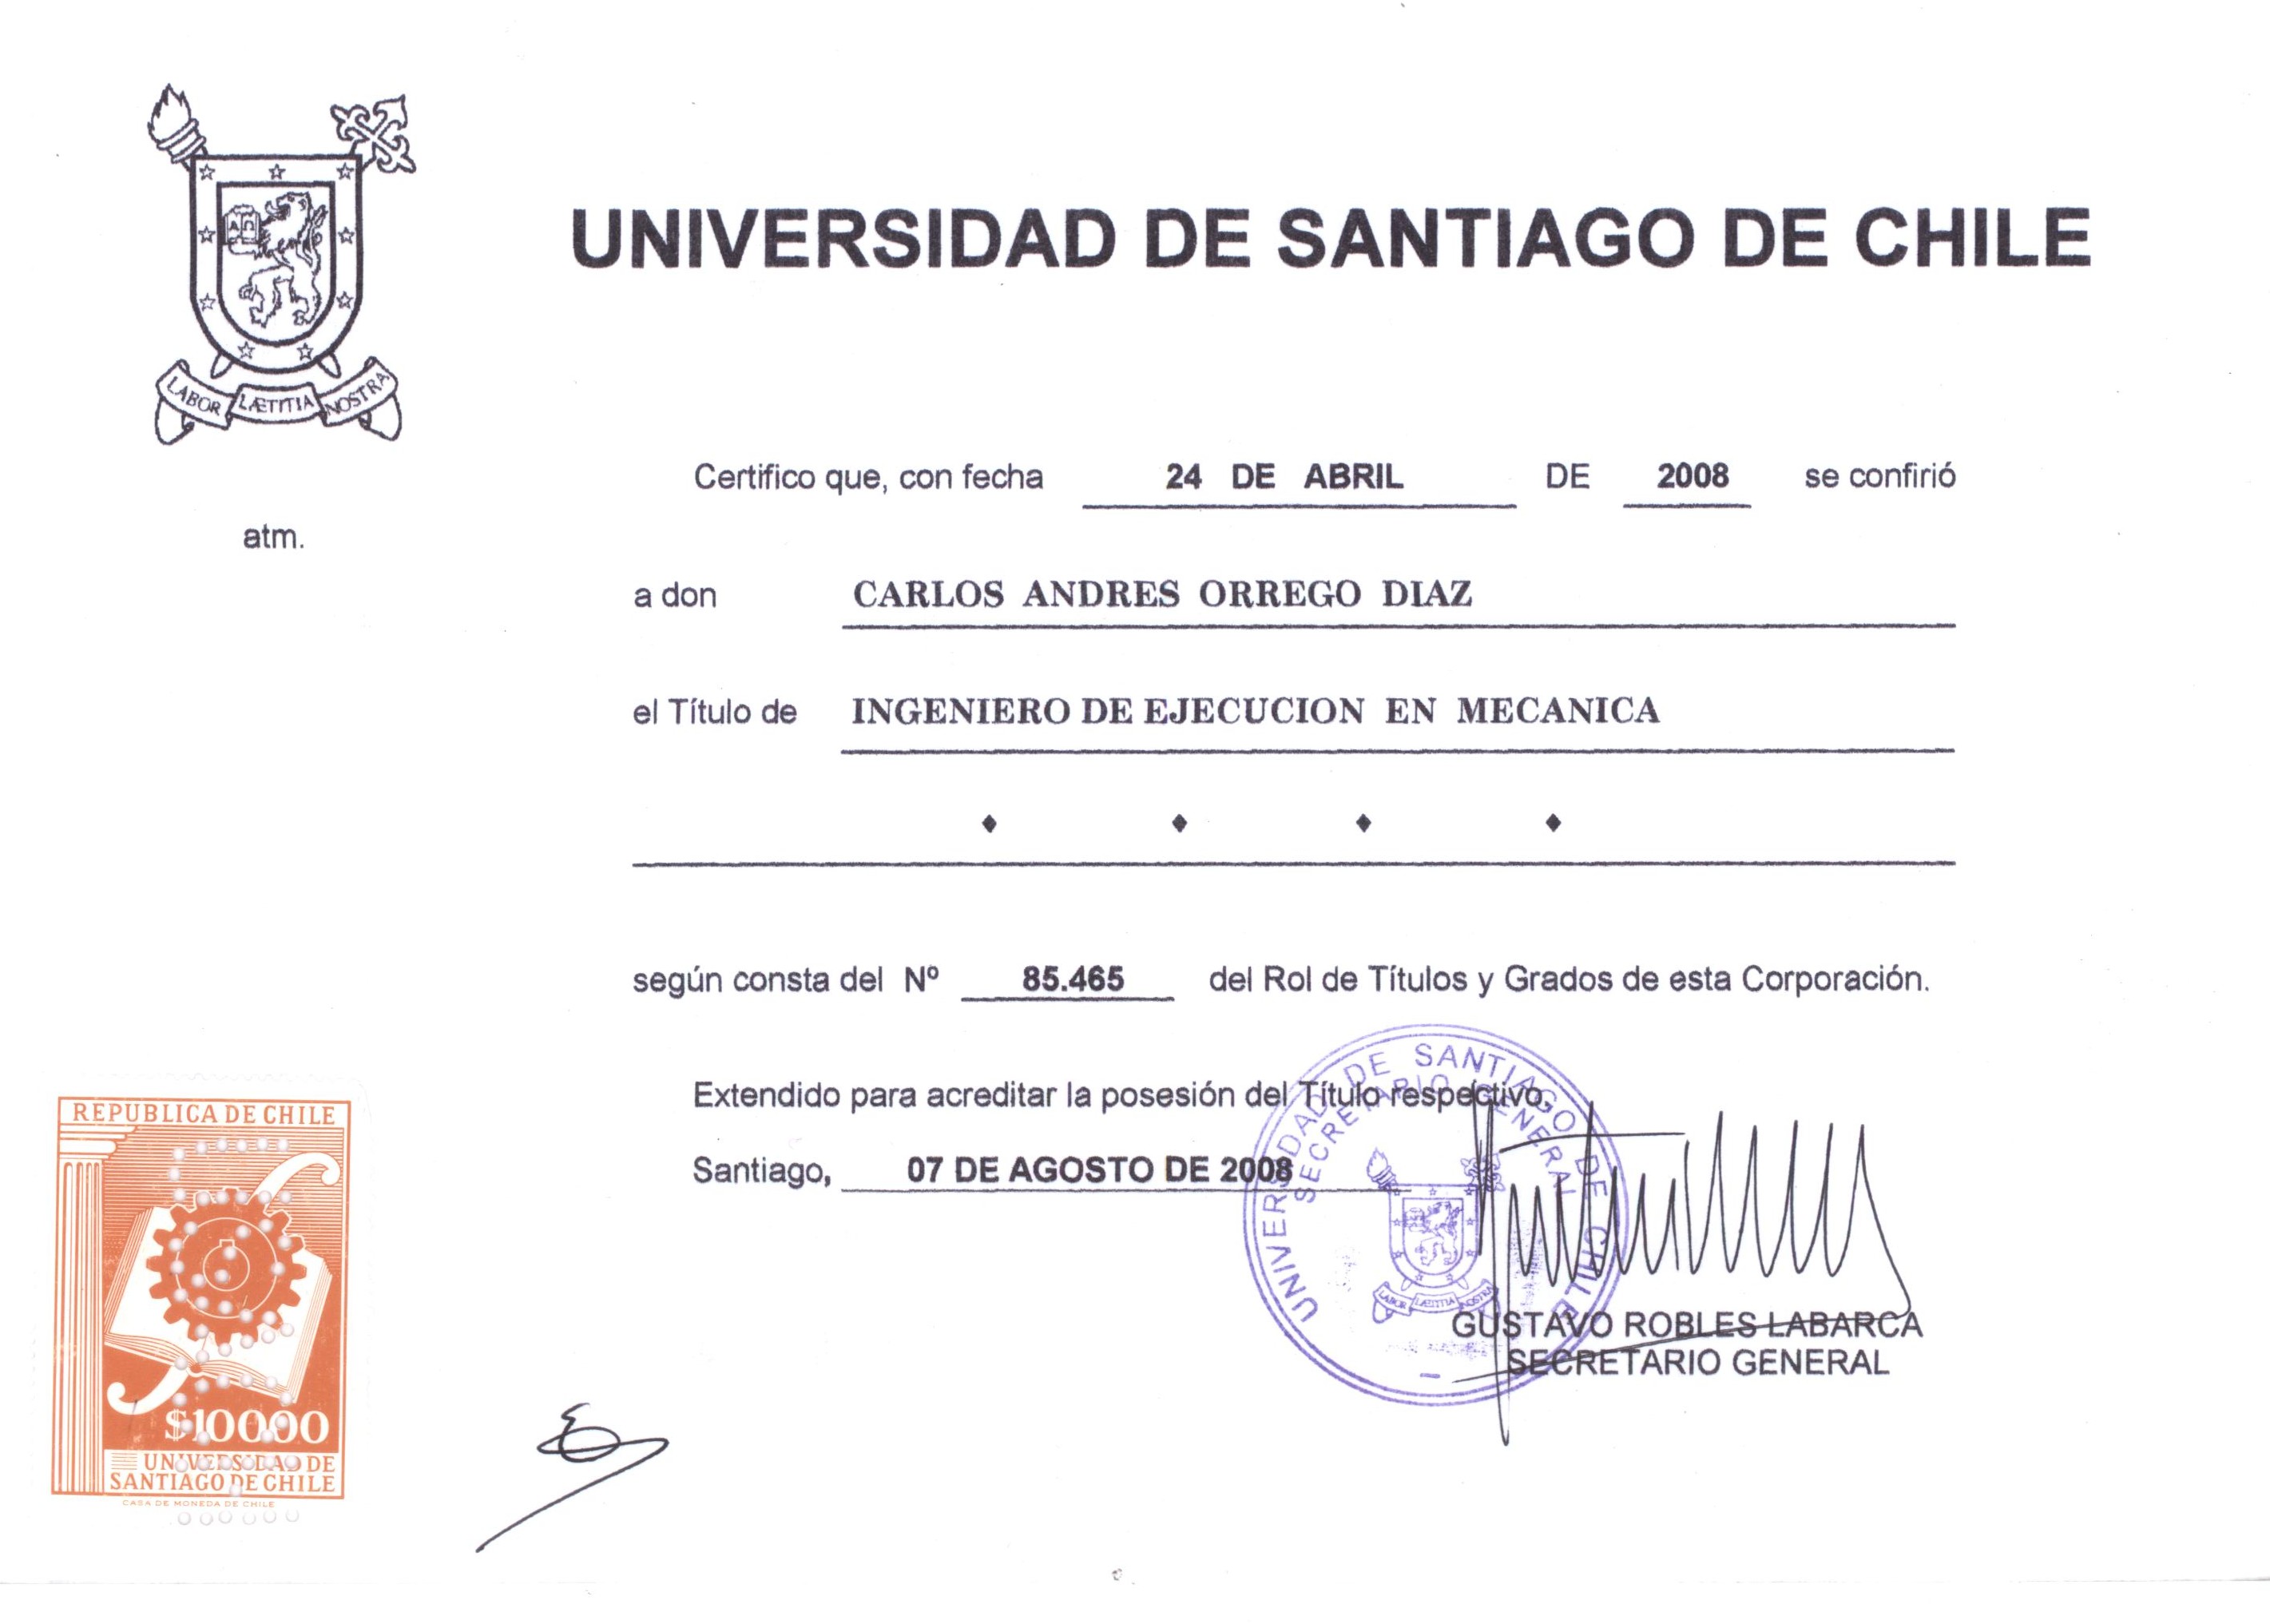 UNIVERSIDAD DE SANTIAGO DE CHILE
LABOR LÆTITIA NOSTRA
atm.
Certifico que, con fecha 24 DE ABRIL DE 2008 se confirió
a don CARLOS ANDRES ORREGO DIAZ
el Título de INGENIERO DE EJECUCION EN MECANICA
según consta del Nº 85.465 del Rol de Títulos y Grados de esta Corporación.
Extendido para acreditar la posesión del Título respectivo.
Santiago, 07 DE AGOSTO DE 2008
UNIVERSIDAD DE SANTIAGO DE CHILE
SECRETARIO GENERAL
LABOR LÆTITIA NOSTRA
GUSTAVO ROBLES LABARCA
SECRETARIO GENERAL
REPUBLICA DE CHILE
$10000
UNIVERSIDAD DE
SANTIAGO DE CHILE
CASA DE MONEDA DE CHILE